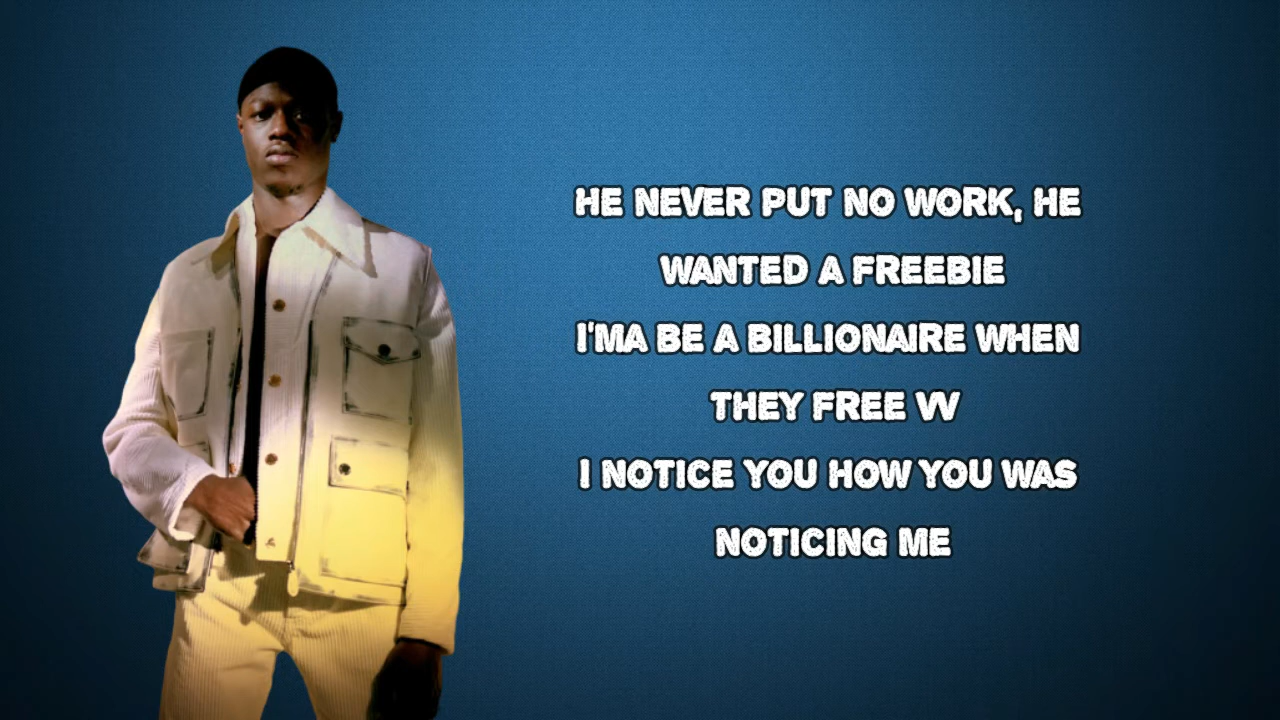 HE NEVER PUT NO WORK, HE
WANTED A FREEBIE
I'MA BE A BILLIONAIRE WHEN
THEY FREE VV
I NOTICE YOU HOW YOU WAS
NOTICING ME